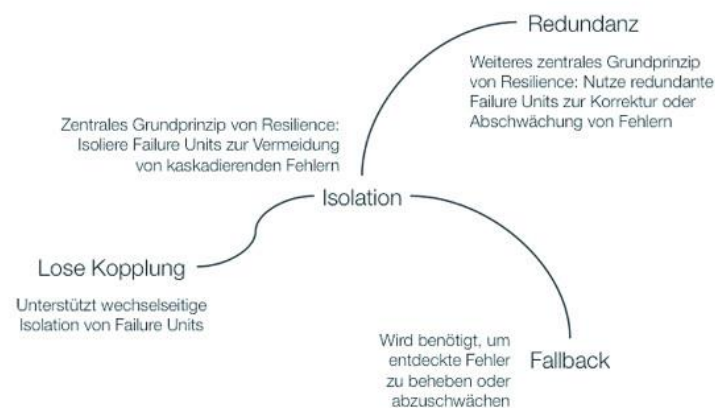 Redundanz
Weiteres zentrales Grundprinzip
von Resilience: Nutze redundante
Failure Units zur Korrektur oder
Abschwächung von Fehlern
Zentrales Grundprinzip von Resilience:
Isoliere Failure Units zur Vermeidung
von kaskadierenden Fehlern
Isolation
Lose Kopplung
Unterstützt wechselseitige
Isolation von Failure Units
Wird benötigt, um
entdeckte Fehler
zu beheben oder
abzuschwächen
Fallback